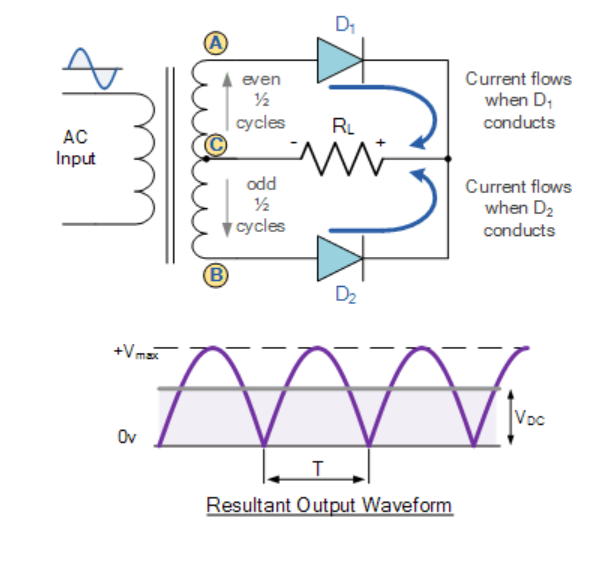 A
D1
even
½
cycles
Current flows
when D1
conducts
AC
Input
C
- RL +
odd
½
cycles
Current flows
when D2
conducts
B
D2
+Vmax
VDC
0v
T
Resultant Output Waveform